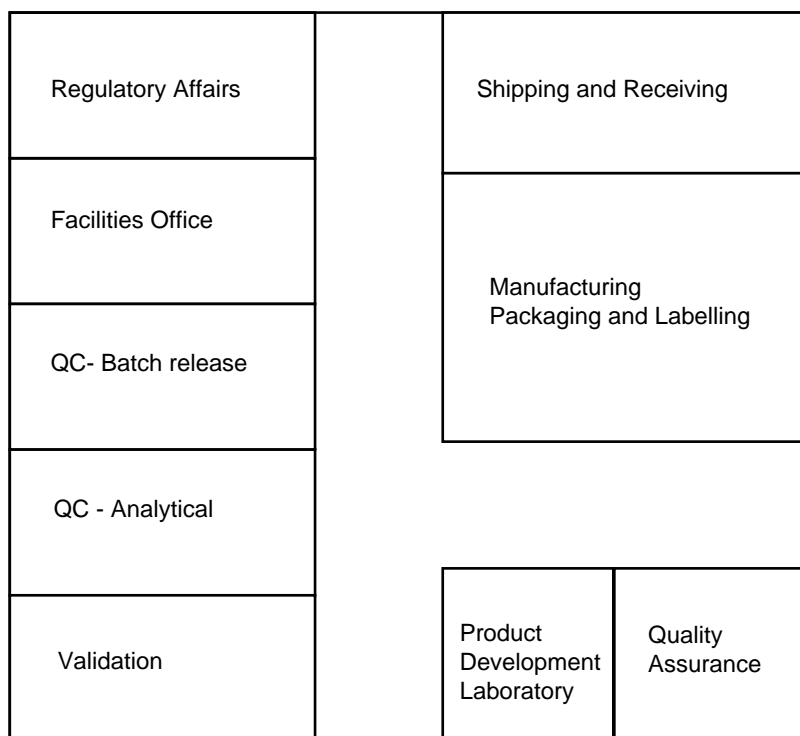 Regulatory Affairs
Shipping and Receiving
Facilities Office
Manufacturing
Packaging and Labelling
QC- Batch release
QC - Analytical
Validation
Product
Development
Laboratory
Quality
Assurance